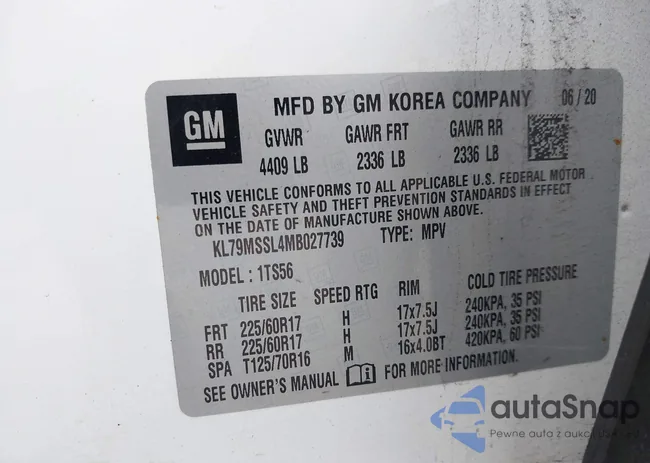 GM
MFD BY GM KOREA COMPANY 06/20
GVWR GAWR FRT GAWR RR
4409 LB 2336 LB 2336 LB
THIS VEHICLE CONFORMS TO ALL APPLICABLE U.S. FEDERAL MOTOR
VEHICLE SAFETY AND THEFT PREVENTION STANDARDS IN EFFECT
ON THE DATE OF MANUFACTURE SHOWN ABOVE.
KL79MSSL4MB027739 TYPE: MPV
MODEL: 1TS56
TIRE SIZE SPEED RTG RIM COLD TIRE PRESSURE
FRT 225/60R17 H 17x7.5J 240KPA, 35 PSI
RR 225/60R17 H 17x7.5J 240KPA, 35 PSI
SPA T125/70R16 M 16x4.0BT 420KPA, 60 PSI
SEE OWNER'S MANUAL FOR MORE INFORMATION.
autaSnap
Pewne auta z aukcji